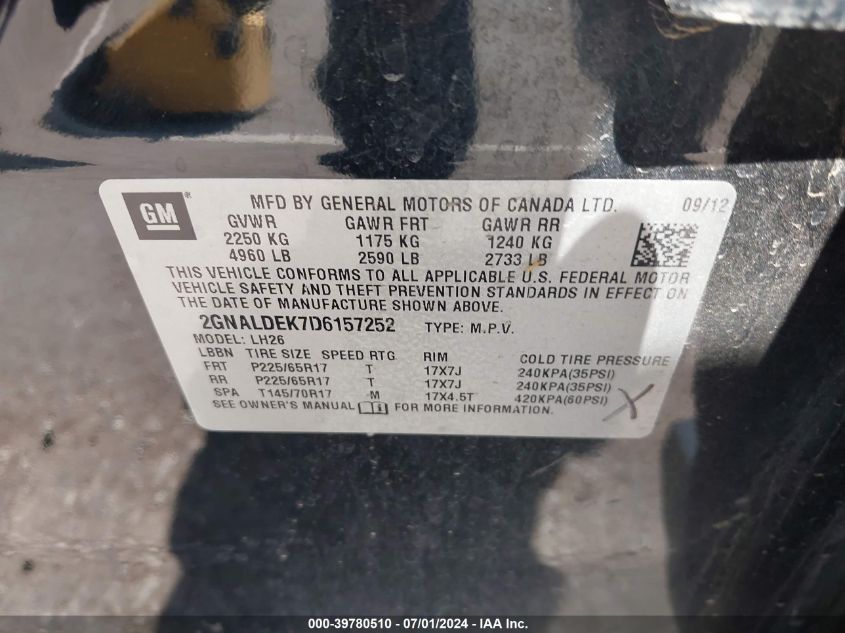 GM ® MFD BY GENERAL MOTORS OF CANADA LTD. 09/12
GVWR GAWR FRT GAWR RR
2250 KG 1175 KG 1240 KG
4960 LB 2590 LB 2733 LB
THIS VEHICLE CONFORMS TO ALL APPLICABLE U.S. FEDERAL MOTOR
VEHICLE SAFETY AND THEFT PREVENTION STANDARDS IN EFFECT ON
THE DATE OF MANUFACTURE SHOWN ABOVE.
2GNALDEK7D6157252 TYPE: M.P.V.
MODEL: LH26
LBBN TIRE SIZE SPEED RTG RIM COLD TIRE PRESSURE
FRT P225/65R17 T 17X7J 240KPA(35PSI)
RR P225/65R17 T 17X7J 240KPA(35PSI)
SPA T145/70R17 M 17X4.5T 420KPA(60PSI) X
SEE OWNER'S MANUAL FOR MORE INFORMATION.
000-39780510 - 07/01/2024 - IAA Inc.